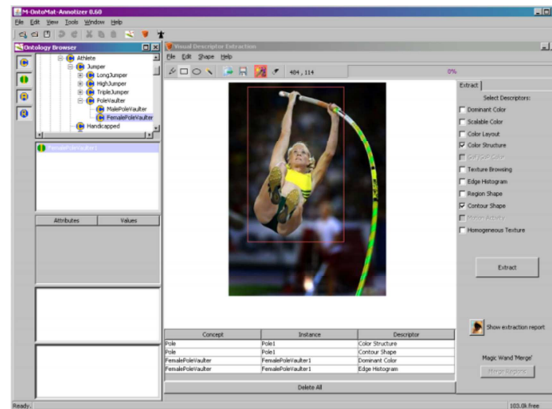 M-OntoMat-Annotizer 0.60
File Edit View Tools Window Help
Ontology Browser
Athlete
Jumper
LongJumper
HighJumper
TripleJumper
PoleVaulter
MalePoleVaulter
FemalePoleVaulter
Handicapped
FemalePoleVaulter1
Attributes Values
Visual Descriptor Extraction
File Edit Shape Help
484 , 114
0%
Extract
Select Descriptors:
Dominant Color
Scalable Color
Color Layout
Color Structure
Texture Browsing
Edge Histogram
Region Shape
Contour Shape
Motion Activity
Homogeneous Texture
Extract
Show extraction report
Magic Wand 'Merge'
Concept Instance Descriptor
Pole Pole1 Color Structure
Pole Pole1 Contour Shape
FemalePoleVaulter FemalePoleVaulter1 Dominant Color
FemalePoleVaulter FemalePoleVaulter1 Edge Histogram
Delete All
Ready.
103.0k Free